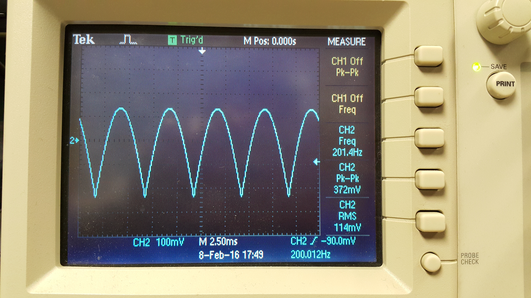 Tek
T Trig'd
M Pos: 0.000s
MEASURE
CH1 Off
Pk-Pk
CH1 Off
Freq
CH2
Freq
201.4Hz
CH2
Pk-Pk
372mV
CH2
RMS
114mV
2
CH2 100mV
M 2.50ms
CH2 -90.0mV
8-Feb-16 17:49
200.012Hz
SAVE
PRINT
PROBE
CHECK